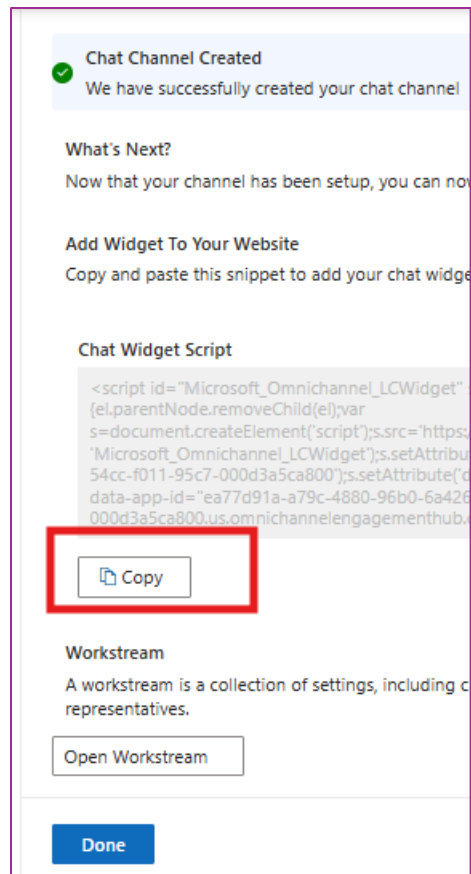 Chat Channel Created
We have successfully created your chat channel
What's Next?
Now that your channel has been setup, you can now
Add Widget To Your Website
Copy and paste this snippet to add your chat widge
Chat Widget Script
<script id="Microsoft_Omnichannel_LCWidget" s
{el.parentNode.removeChild(el);var
s=document.createElement('script');s.src='https:/
'Microsoft_Omnichannel_LCWidget');s.setAttribu
54cc-f011-95c7-000d3a5ca800');s.setAttribute('d
data-app-id="ea77d91a-a79c-4880-96b0-6a426
000d3a5ca800.us.omnichannelengagementhub.
Copy
Workstream
A workstream is a collection of settings, including c
representatives.
Open Workstream
Done